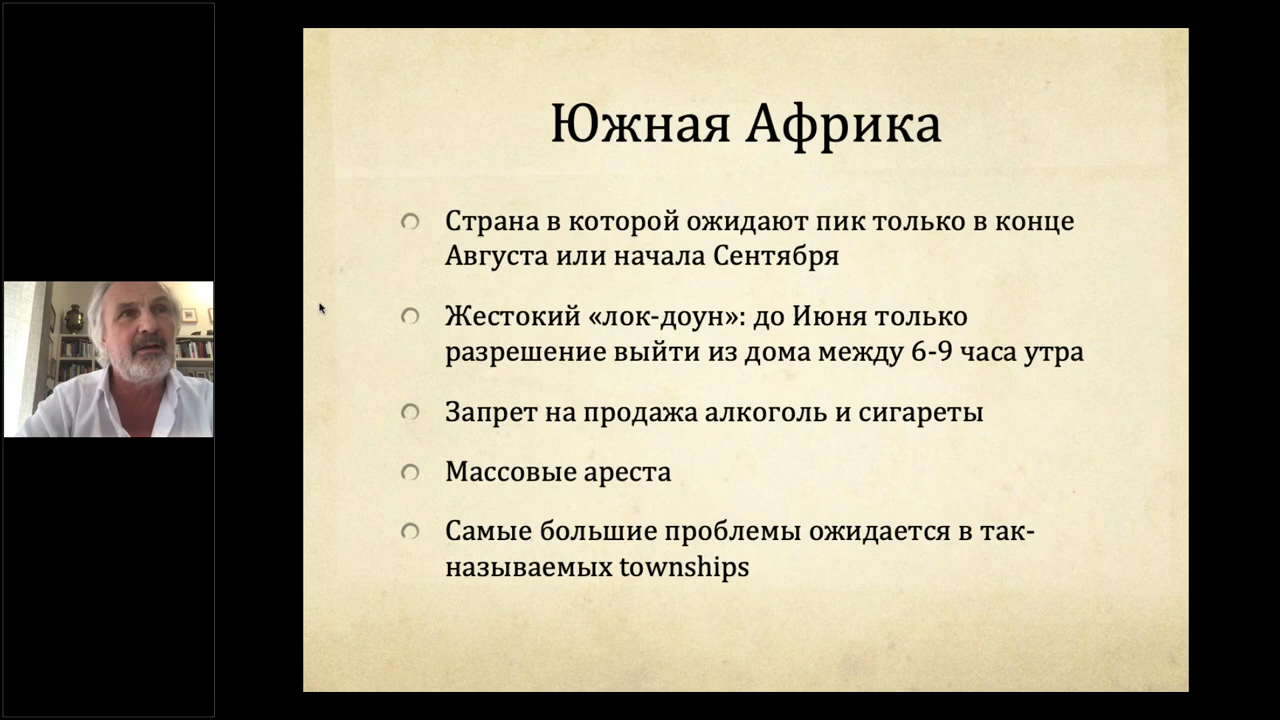 Южная Африка
Страна в которой ожидают пик только в конце
Августа или начала Сентября
Жестокий «лок-доун»: до Июня только
разрешение выйти из дома между 6-9 часа утра
Запрет на продажа алкоголь и сигареты
Массовые ареста
Самые большие проблемы ожидается в так-
называемых townships